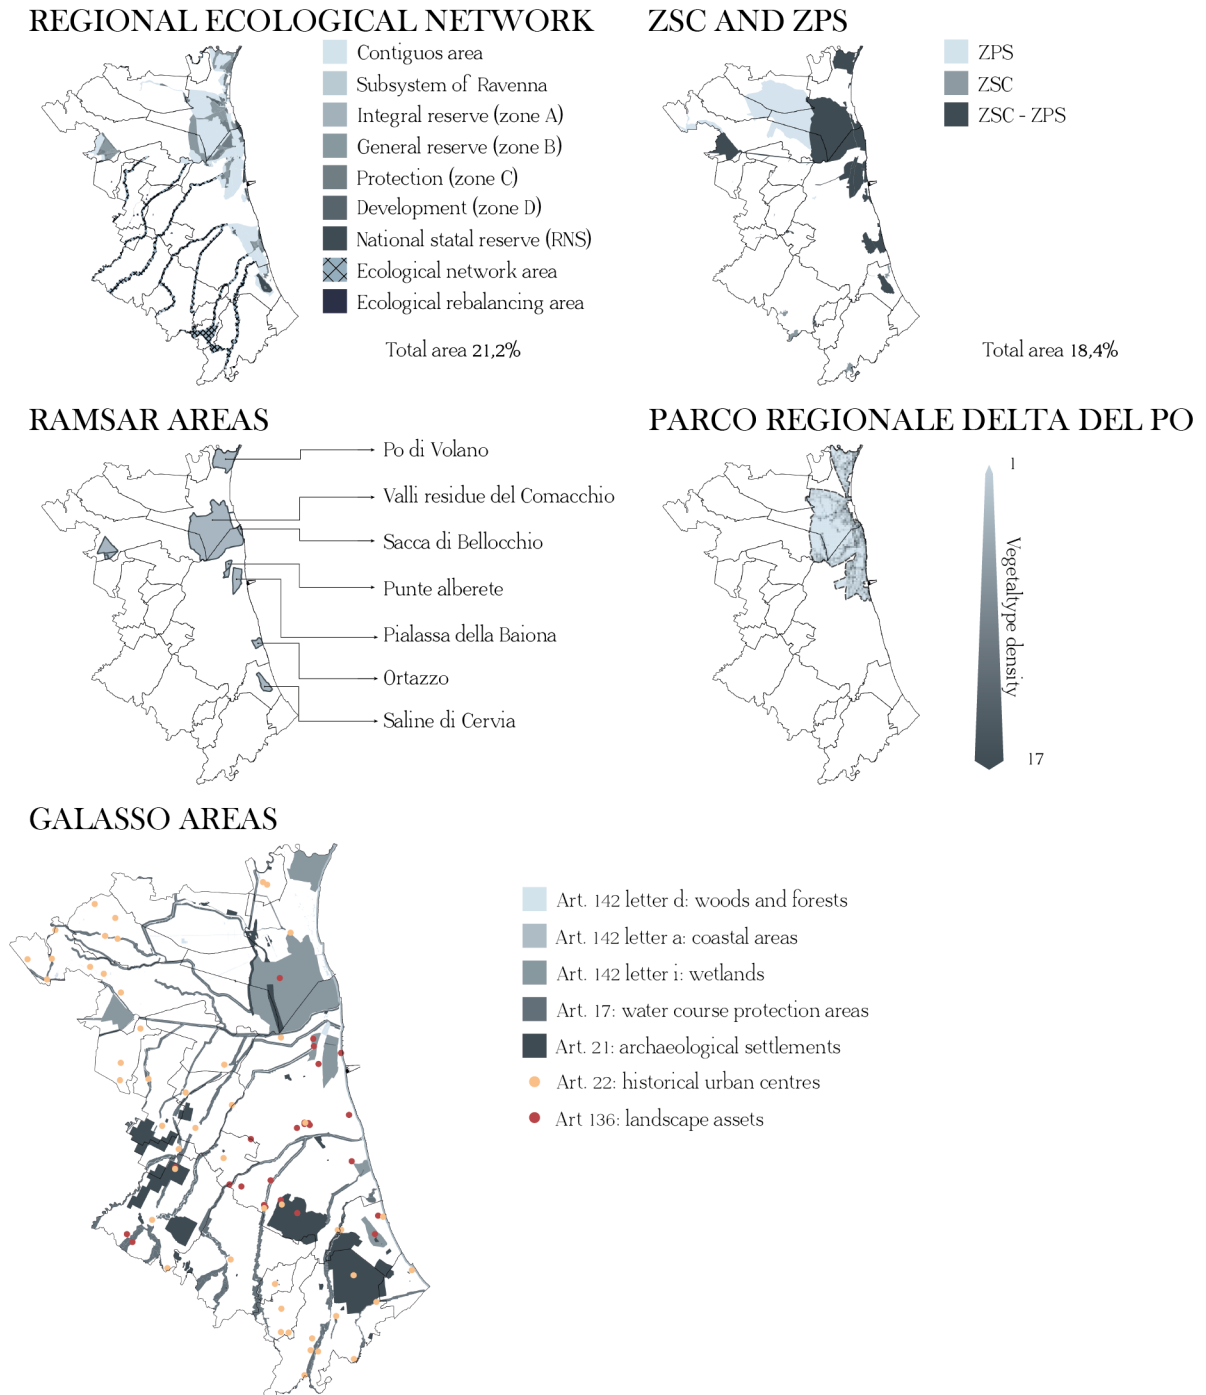 REGIONAL ECOLOGICAL NETWORK
Contiguos area
Subsystem of Ravenna
Integral reserve (zone A)
General reserve (zone B)
Protection (zone C)
Development (zone D)
National statal reserve (RNS)
Ecological network area
Ecological rebalancing area
Total area 21,2%
ZSC AND ZPS
ZPS
ZSC
ZSC - ZPS
Total area 18,4%
RAMSAR AREAS
Po di Volano
Valli residue del Comacchio
Sacca di Bellocchio
Punte alberete
Pialassa della Baiona
Ortazzo
Saline di Cervia
PARCO REGIONALE DELTA DEL PO
1
Vegetaltype density
17
GALASSO AREAS
Art. 142 letter d: woods and forests
Art. 142 letter a: coastal areas
Art. 142 letter i: wetlands
Art. 17: water course protection areas
Art. 21: archaeological settlements
Art. 22: historical urban centres
Art 136: landscape assets